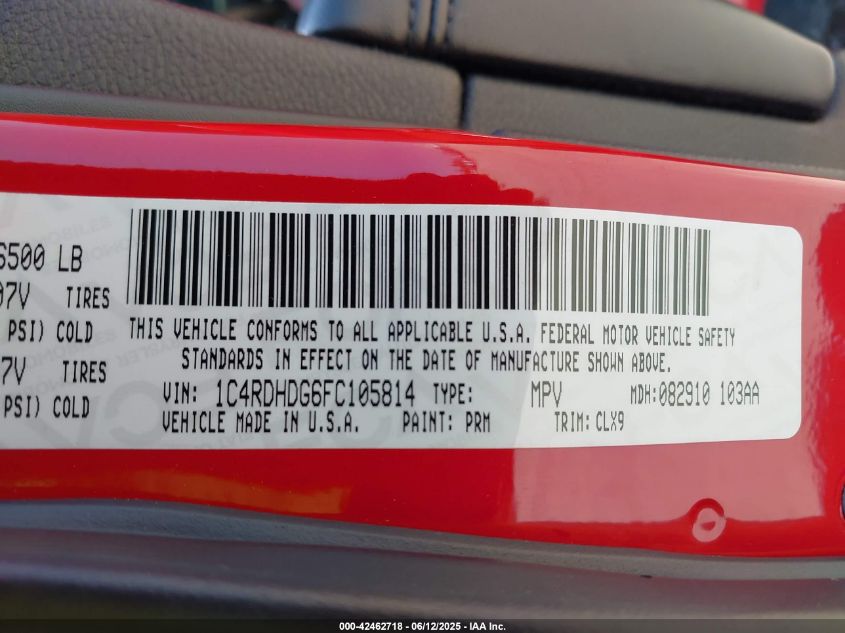 6500 LB
07V TIRES
PSI) COLD
7V TIRES
PSI) COLD
THIS VEHICLE CONFORMS TO ALL APPLICABLE U.S.A. FEDERAL MOTOR VEHICLE SAFETY
STANDARDS IN EFFECT ON THE DATE OF MANUFACTURE SHOWN ABOVE.
VIN: 1C4RDHDG6FC105814 TYPE: MPV MDH: 082910 103AA
VEHICLE MADE IN U.S.A. PAINT: PRM TRIM: CLX9
000-42462718 - 06/12/2025 - IAA Inc.